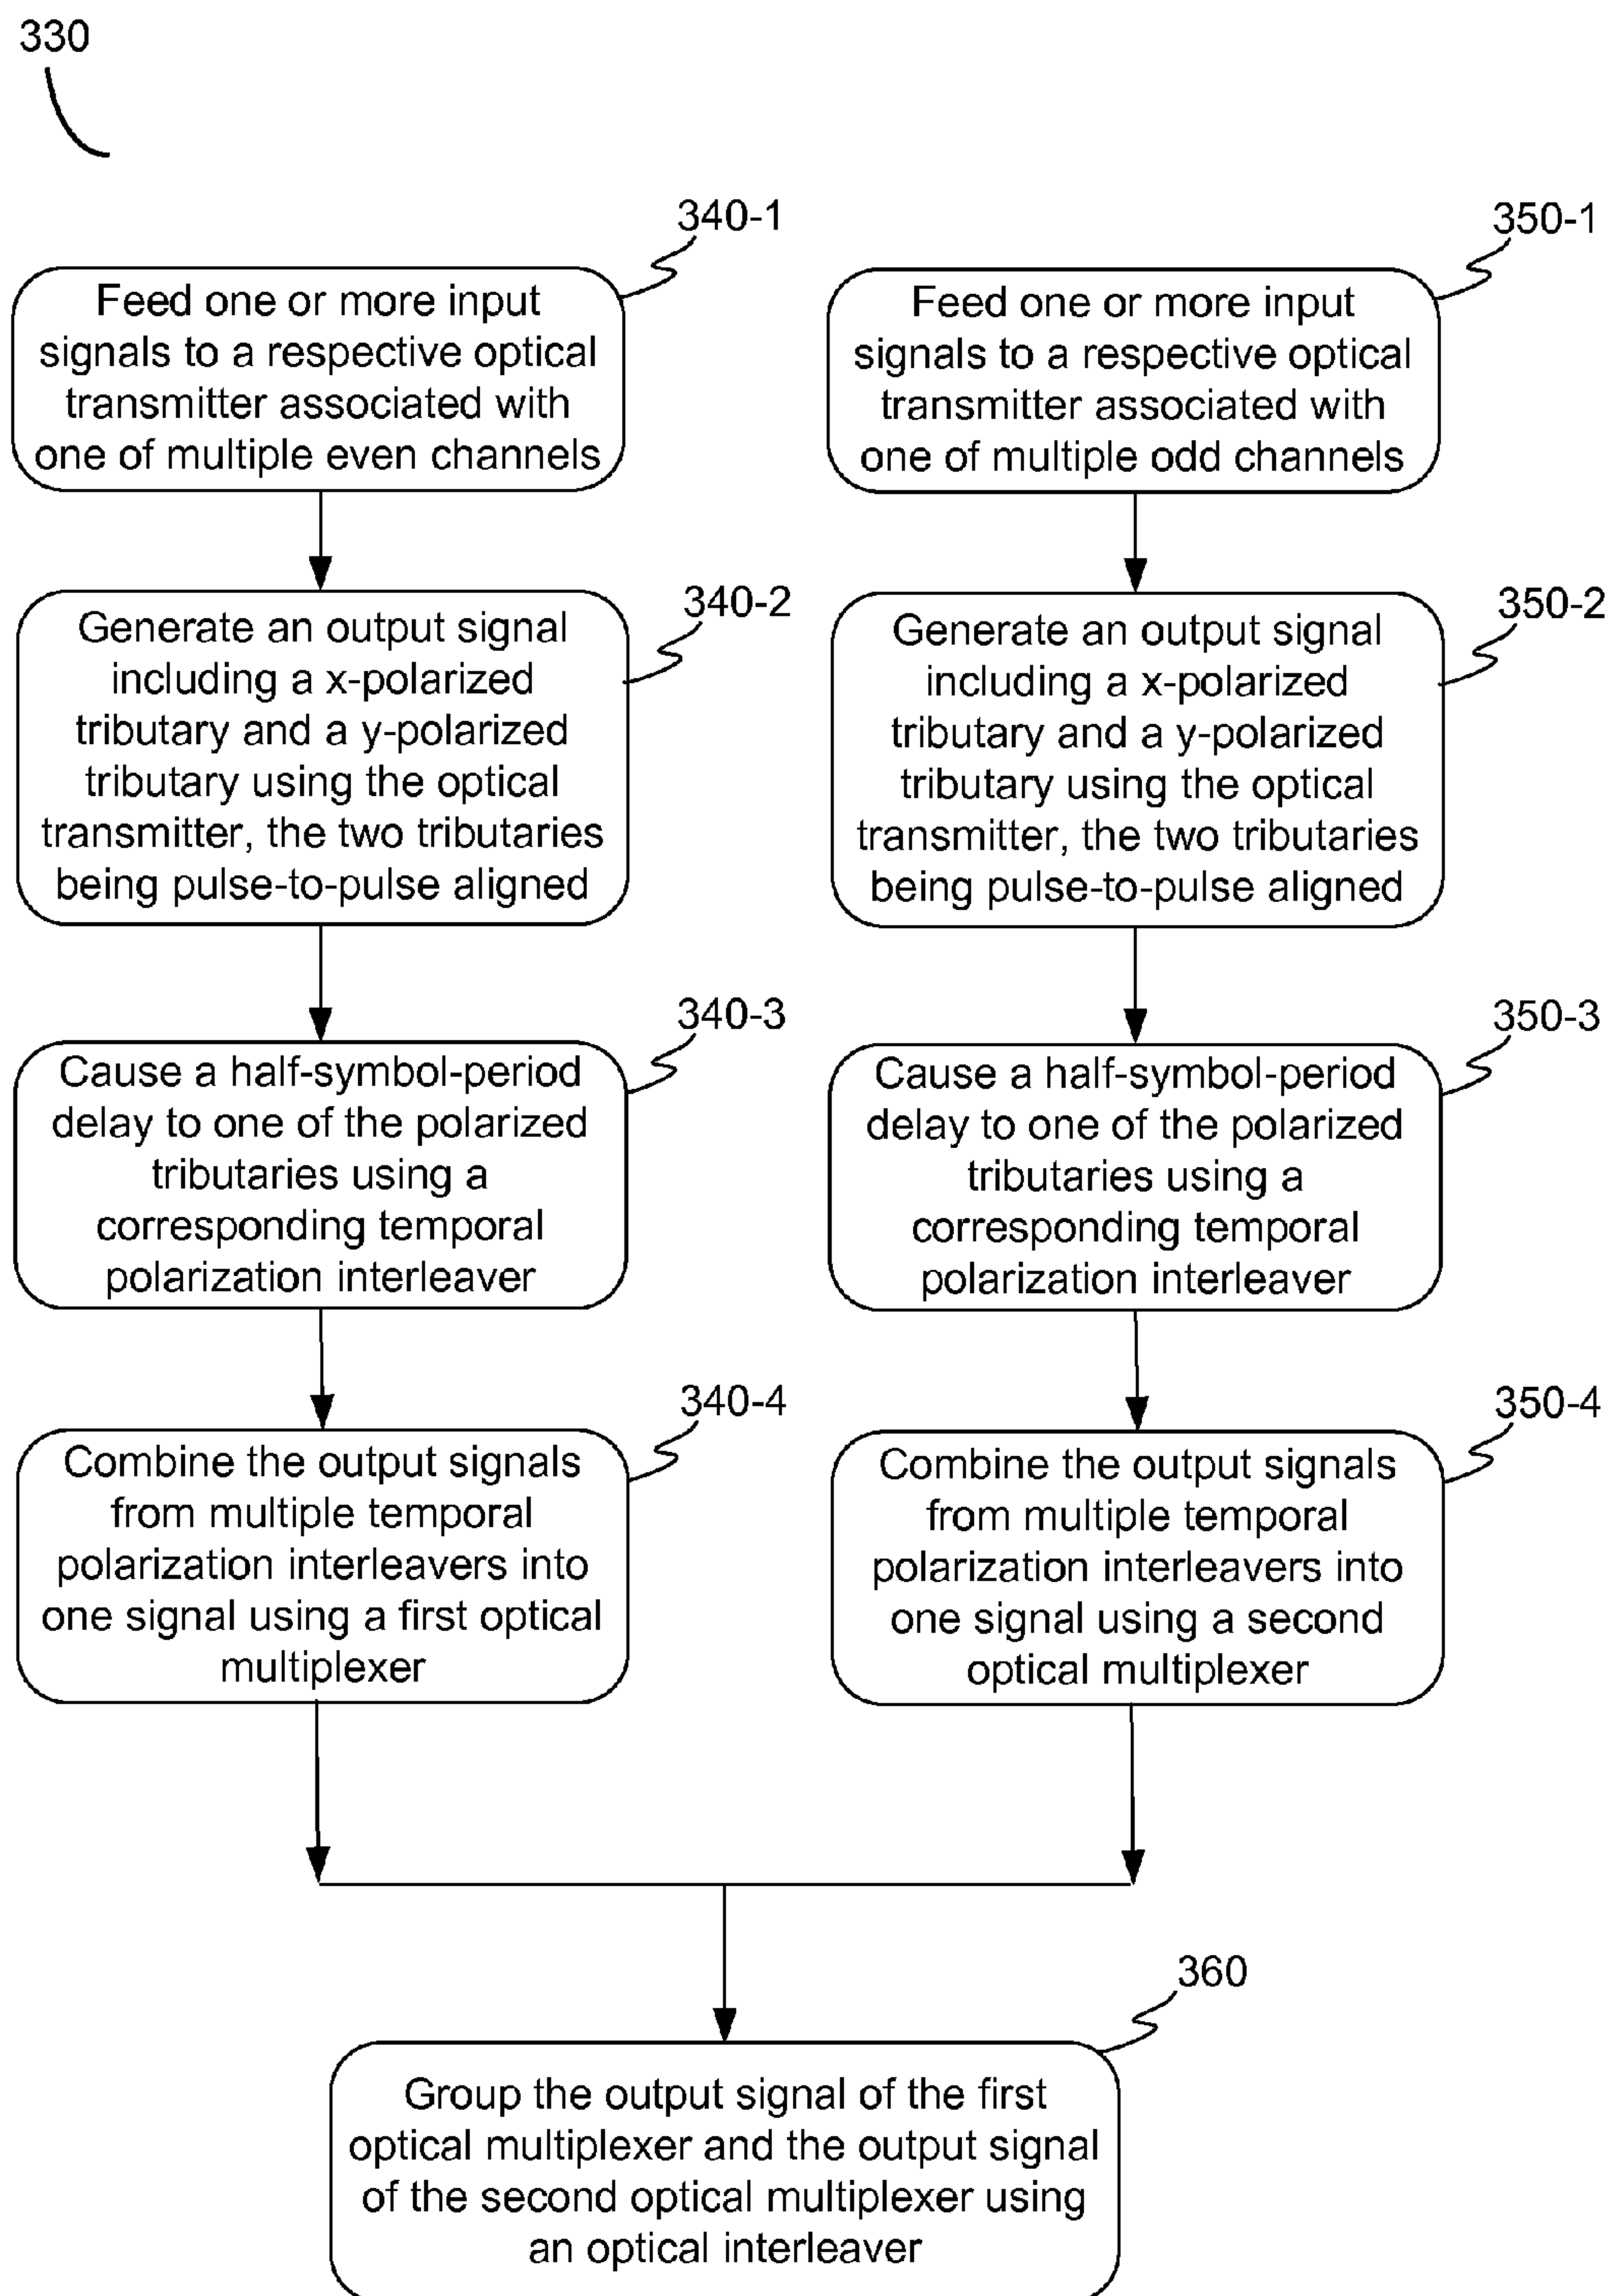 330
340-1
Feed one or more input
signals to a respective optical
transmitter associated with
one of multiple even channels
350-1
Feed one or more input
signals to a respective optical
transmitter associated with
one of multiple odd channels
340-2
Generate an output signal
including a x-polarized
tributary and a y-polarized
tributary using the optical
transmitter, the two tributaries
being pulse-to-pulse aligned
350-2
Generate an output signal
including a x-polarized
tributary and a y-polarized
tributary using the optical
transmitter, the two tributaries
being pulse-to-pulse aligned
340-3
Cause a half-symbol-period
delay to one of the polarized
tributaries using a
corresponding temporal
polarization interleaver
350-3
Cause a half-symbol-period
delay to one of the polarized
tributaries using a
corresponding temporal
polarization interleaver
340-4
Combine the output signals
from multiple temporal
polarization interleavers into
one signal using a first optical
multiplexer
350-4
Combine the output signals
from multiple temporal
polarization interleavers into
one signal using a second
optical multiplexer
360
Group the output signal of the first
optical multiplexer and the output signal
of the second optical multiplexer using
an optical interleaver